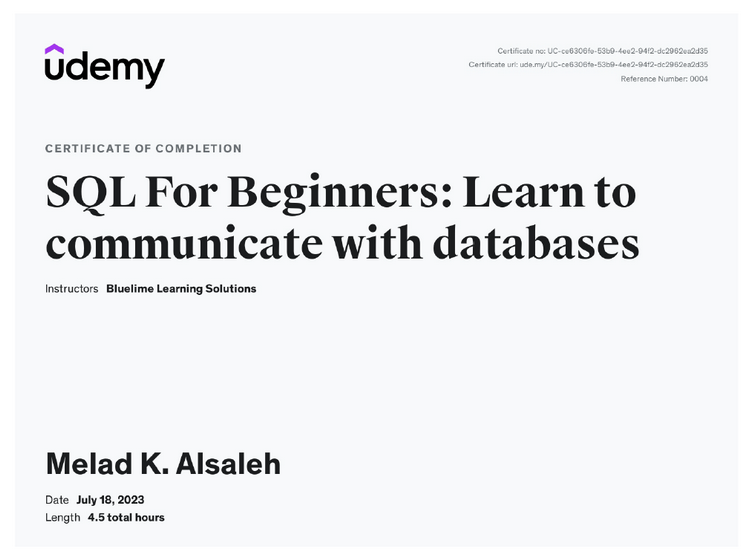 udemy
Certificate no: UC-ce6306fe-53b9-4ee2-94f2-dc2962ea2d35
Certificate url: ude.my/UC-ce6306fe-53b9-4ee2-94f2-dc2962ea2d35
Reference Number: 0004
CERTIFICATE OF COMPLETION
SQL For Beginners: Learn to
communicate with databases
Instructors Bluelime Learning Solutions
Melad K. Alsaleh
Date July 18, 2023
Length 4.5 total hours